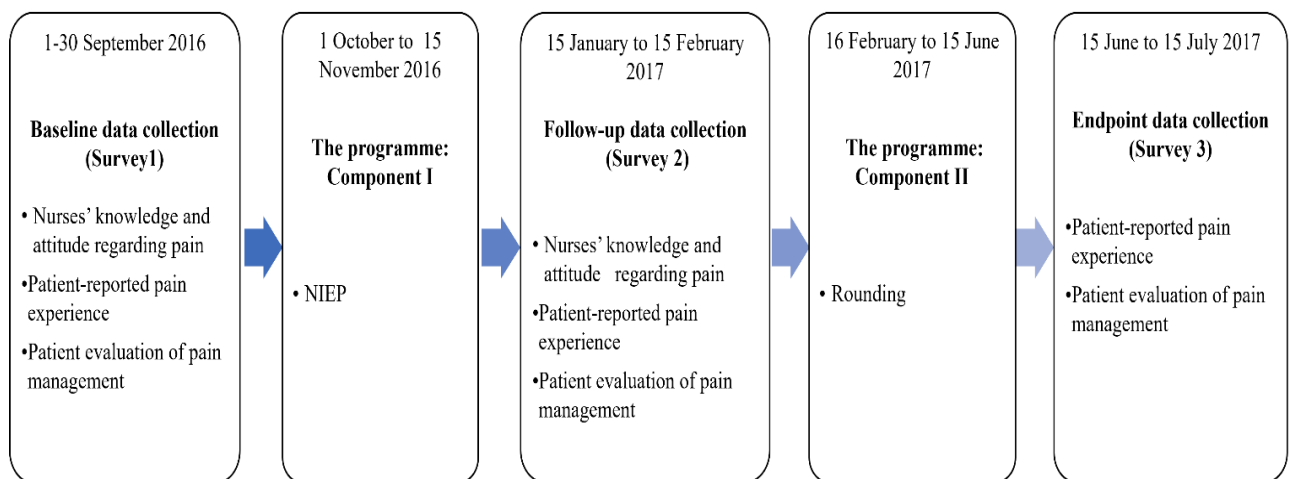 1-30 September 2016
Baseline data collection
(Survey1)
• Nurses’ knowledge and
attitude regarding pain
•Patient-reported pain
experience
•Patient evaluation of pain
management
1 October to 15
November 2016
The programme:
Component I
• NIEP
15 January to 15 February
2017
Follow-up data collection
(Survey 2)
• Nurses’ knowledge and
attitude regarding pain
•Patient-reported pain
experience
•Patient evaluation of pain
management
16 February to 15 June
2017
The programme:
Component II
• Rounding
15 June to 15 July 2017
Endpoint data collection
(Survey 3)
•Patient-reported pain
experience
•Patient evaluation of pain
management